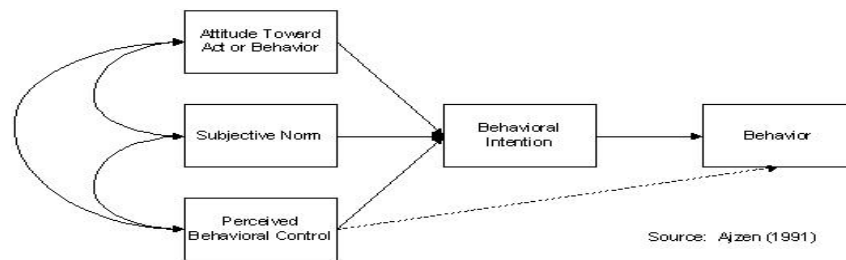 Attitude Toward
Act or Behavior
Subjective Norm
Behavioral
Intention
Behavior
Perceived
Behavioral Control
Source: Ajzen (1991)